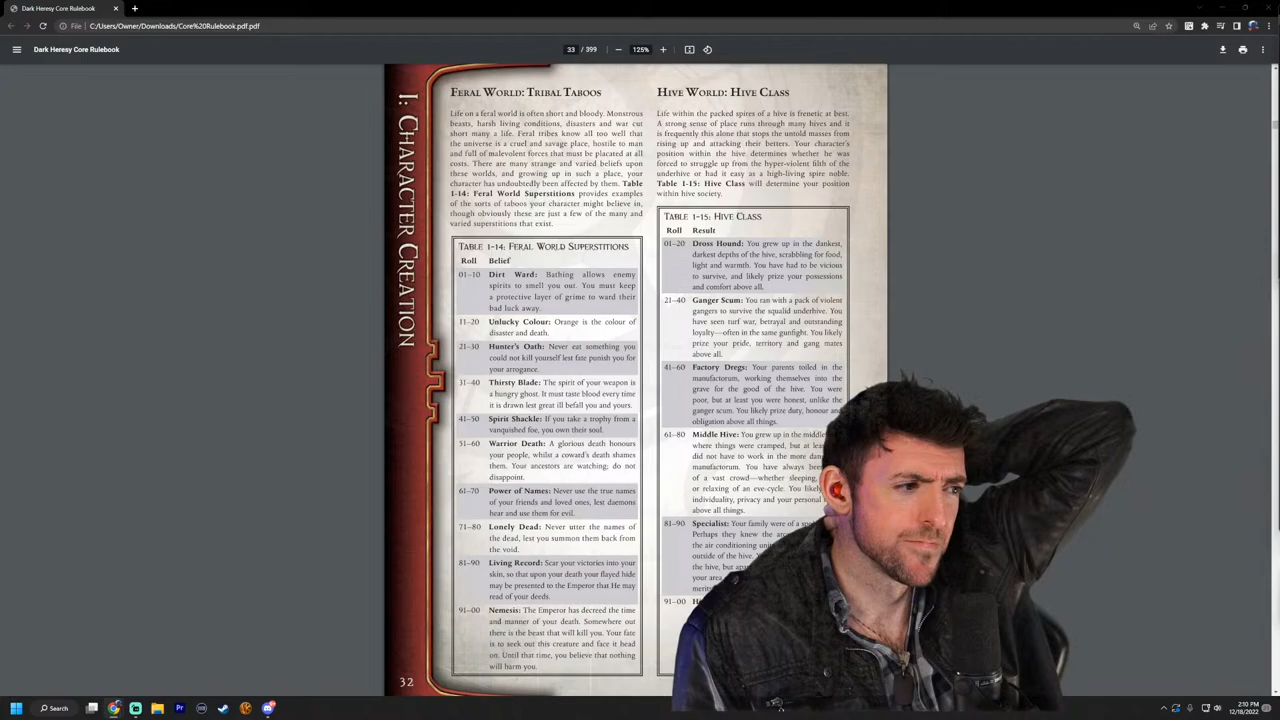 Dark Heresy Core Rulebook
File
C:/Users/Owner/Downloads/Core%20Rulebook.pdf.pdf
Dark Heresy Core Rulebook
33 / 399
125%
I: Character Creation
Feral World: Tribal Taboos
Life on a feral world is often short and bloody. Monstrous
beasts, harsh living conditions, disasters and war cut
short many a life. Feral tribes know all too well that
the universe is a cruel and savage place, hostile to man
and full of malevolent forces that must be placated at all
costs. There are many strange and varied beliefs upon
these worlds, and growing up in such a place, your
character has undoubtedly been affected by them. Table
1-14: Feral World Superstitions provides examples
of the sorts of taboos your character might believe in,
though obviously these are just a few of the many and
varied superstitions that exist.
Table 1-14: Feral World Superstitions
Roll Belief
01–10 Dirt Ward: Bathing allows enemy
spirits to smell you out. You must keep
a protective layer of grime to ward their
bad luck away.
11–20 Unlucky Colour: Orange is the colour of
disaster and death.
21–30 Hunter's Oath: Never eat something you
could not kill yourself lest fate punish you for
your arrogance.
31–40 Thirsty Blade: The spirit of your weapon is
a hungry ghost. It must taste blood every time
it is drawn lest great ill befall you and yours.
41–50 Spirit Shackle: If you take a trophy from a
vanquished foe, you own their soul.
51–60 Warrior Death: A glorious death honours
your people, whilst a coward's death shames
them. Your ancestors are watching; do not
disappoint.
61–70 Power of Names: Never use the true names
of your friends and loved ones, lest daemons
hear and use them for evil.
71–80 Lonely Dead: Never utter the names of
the dead, lest you summon them back from
the void.
81–90 Living Record: Scar your victories into your
skin, so that upon your death your flayed hide
may be presented to the Emperor that He may
read of your deeds.
91–00 Nemesis: The Emperor has decreed the time
and manner of your death. Somewhere out
there is the beast that will kill you. Your fate
is to seek out this creature and face it head
on. Until that time, you believe that nothing
will harm you.
32
Hive World: Hive Class
Life within the packed spires of a hive is frenetic at best.
A strong sense of place runs through many hives and it
is frequently this alone that stops the untold masses from
rising up and attacking their betters. Your character's
position within the hive determines whether he was
forced to struggle up from the hyper-violent filth of the
underhive or had it easy as a high-living spire noble.
Table 1-15: Hive Class will determine your position
within hive society.
Table 1-15: Hive Class
Roll Result
01–20 Dross Hound: You grew up in the dankest,
darkest depths of the hive, scrabbling for food,
light and warmth. You have had to be vicious
to survive, and likely prize your possessions
and comfort above all.
21–40 Ganger Scum: You ran with a pack of violent
gangers to survive the squalid underhive. You
have seen turf war, betrayal and outstanding
loyalty—often in the same gunfight. You likely
prize your pride, territory and gang mates
above all.
41–60 Factory Dregs: Your parents toiled in the
manufactorum, working themselves into the
grave for the good of the hive. You were
poor, but at least you were honest, unlike the
ganger scum. You likely prize duty, honour and
obligation above all things.
61–80 Middle Hive: You grew up in the middle
where things were cramped, but at
did not have to work in the more
manufactorum. You have always
of a vast crowd—whether sleeping,
or relaxing of an eve-cycle. You
individuality, privacy and your personal
above all things.
81–90 Specialist: Your family were of a
Perhaps they knew the
the air conditioning
outside of the hive.
the hive, but
your area
91–00
Search
2:10 PM
12/18/2022